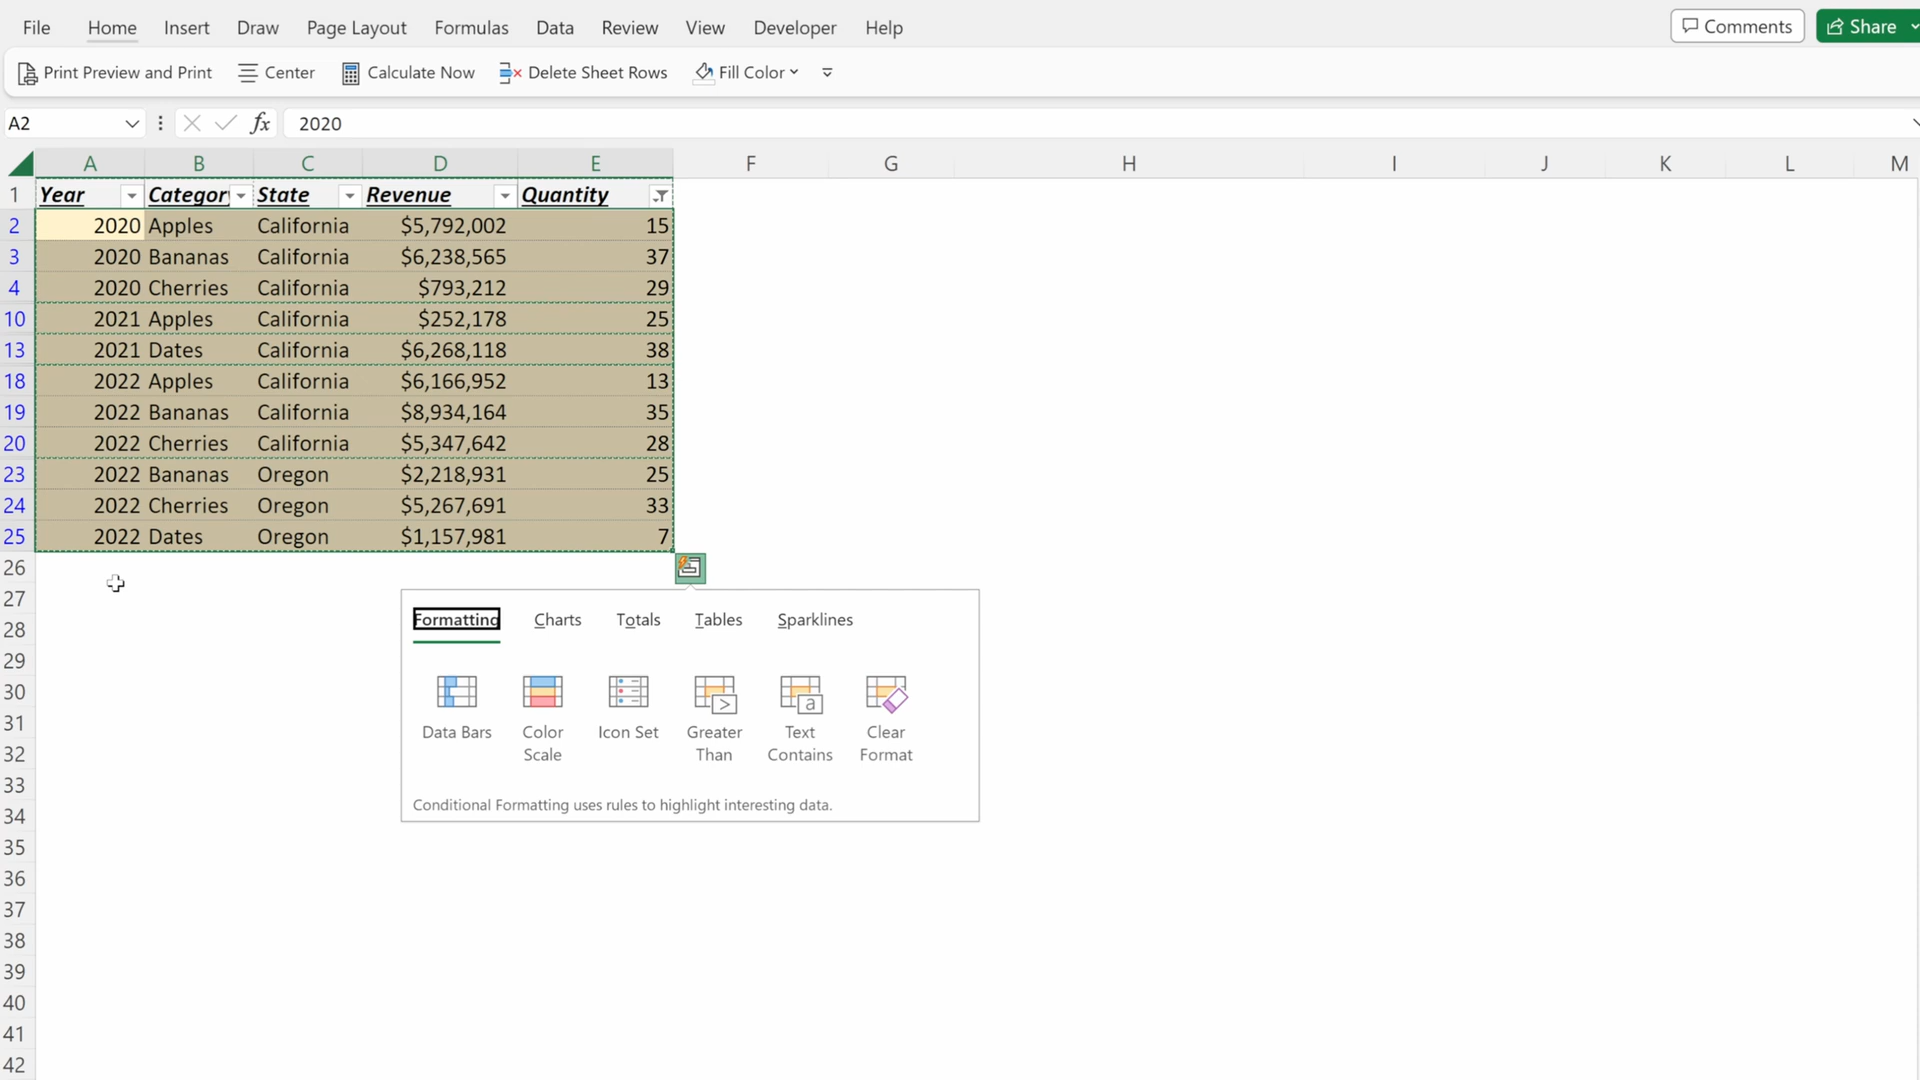 File Home Insert Draw Page Layout Formulas Data Review View Developer Help Comments Share
Print Preview and Print Center Calculate Now Delete Sheet Rows Fill Color
A2 fx 2020
A B C D E F G H I J K L M
1 Year Categor State Revenue Quantity
2 2020 Apples California $5,792,002 15
3 2020 Bananas California $6,238,565 37
4 2020 Cherries California $793,212 29
10 2021 Apples California $252,178 25
13 2021 Dates California $6,268,118 38
18 2022 Apples California $6,166,952 13
19 2022 Bananas California $8,934,164 35
20 2022 Cherries California $5,347,642 28
23 2022 Bananas Oregon $2,218,931 25
24 2022 Cherries Oregon $5,267,691 33
25 2022 Dates Oregon $1,157,981 7
26
27
28 Formatting Charts Totals Tables Sparklines
29
30
31
32 Data Bars Color Scale Icon Set Greater Than Text Contains Clear Format
33
34 Conditional Formatting uses rules to highlight interesting data.
35
36
37
38
39
40
41
42